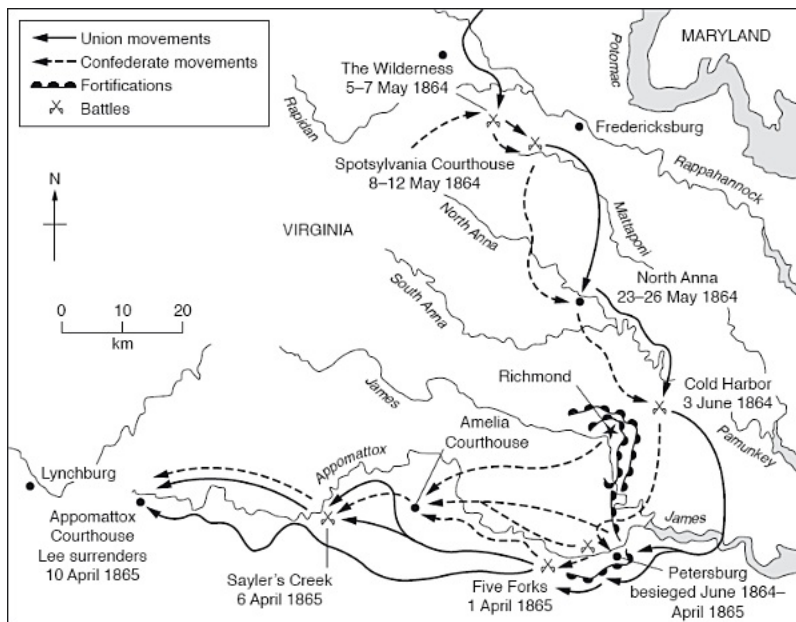 Union movements
Confederate movements
Fortifications
Battles
MARYLAND
Potomac
The Wilderness
5–7 May 1864
Rapidan
Fredericksburg
Rappahannock
Spotsylvania Courthouse
8–12 May 1864
N
VIRGINIA
North Anna
Mattaponi
South Anna
North Anna
23–26 May 1864
0 10 20
km
James
Richmond
Cold Harbor
3 June 1864
Pamunkey
Amelia
Courthouse
Appomattox
Lynchburg
James
Appomattox
Courthouse
Lee surrenders
10 April 1865
Sayler's Creek
6 April 1865
Five Forks
1 April 1865
Petersburg
besieged June 1864–
April 1865